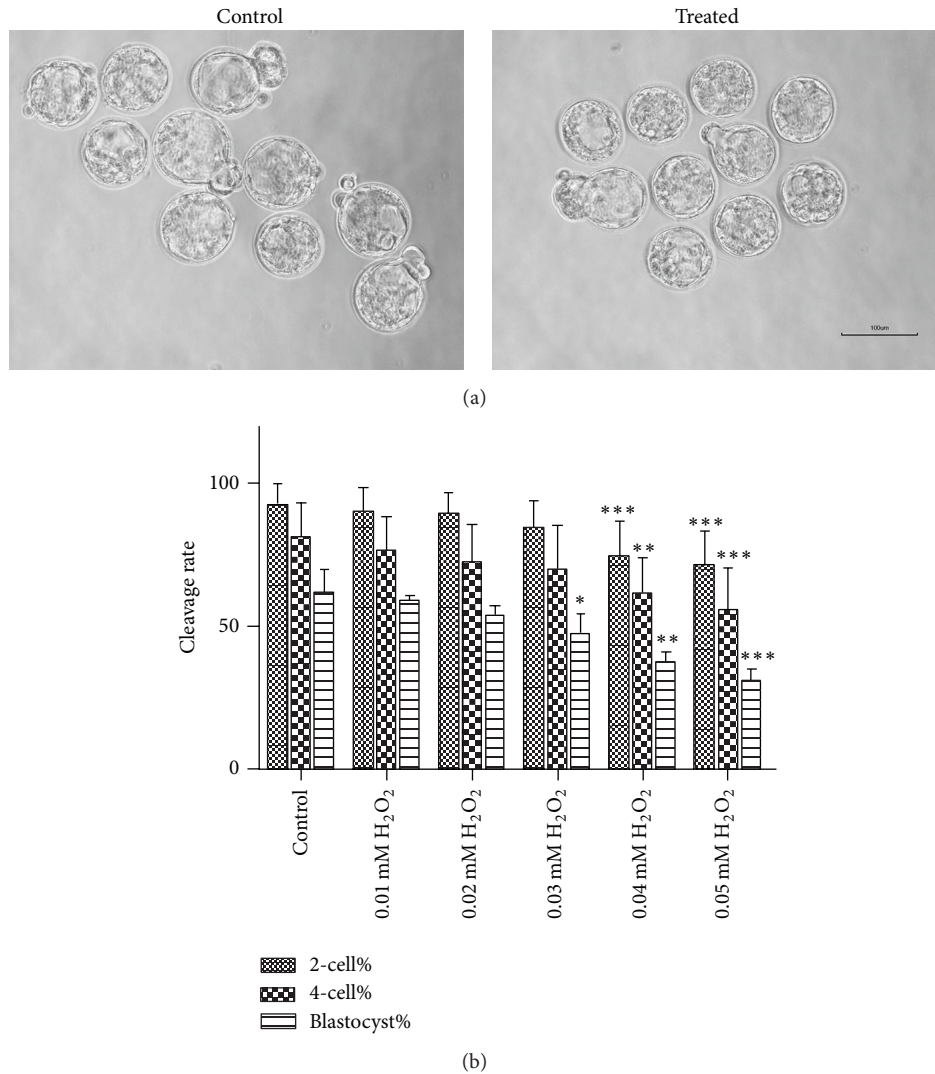 Control Treated
100um
(a)
100
50
0
Cleavage rate
***
**
*
**
***
***
***
Control
0.01 mM H₂O₂
0.02 mM H₂O₂
0.03 mM H₂O₂
0.04 mM H₂O₂
0.05 mM H₂O₂
2-cell%
4-cell%
Blastocyst%
(b)